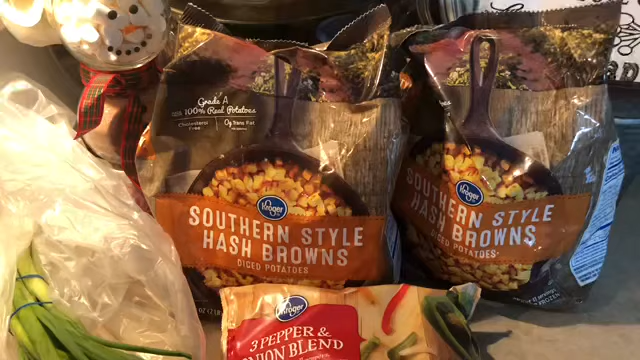 Grade A
100% Real Potatoes
Cholesterol
Free
0g Trans Fat
Kroger
SOUTHERN STYLE
HASH BROWNS
DICED POTATOES
Kroger
SOUTHERN STYLE
HASH BROWNS
DICED POTATOES
Kroger
3 PEPPER &
ONION BLEND